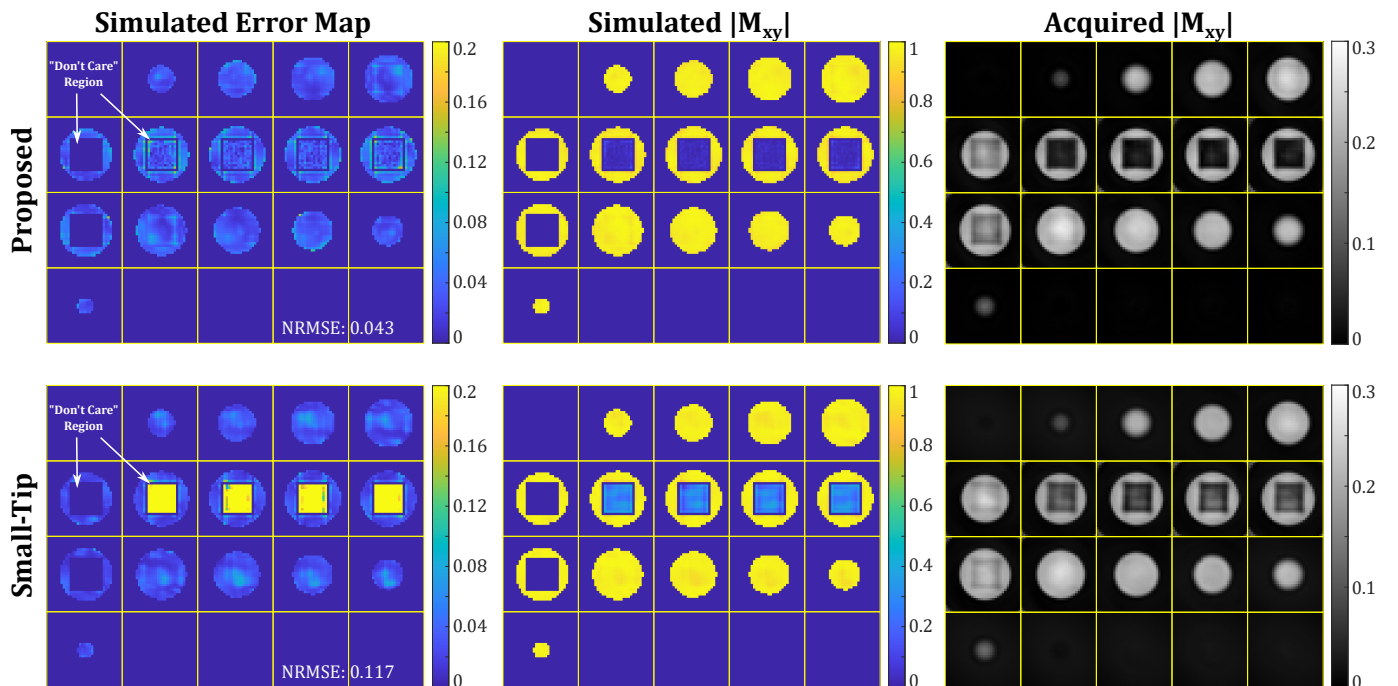 Simulated Error Map
Simulated |Mxy|
Acquired |Mxy|
Proposed
"Don't Care"
Region
NRMSE: 0.043
0.2
0.16
0.12
0.08
0.04
0
1
0.8
0.6
0.4
0.2
0
0.3
0.2
0.1
0
Small-Tip
"Don't Care"
Region
NRMSE: 0.117
0.2
0.16
0.12
0.08
0.04
0
1
0.8
0.6
0.4
0.2
0
0.3
0.2
0.1
0